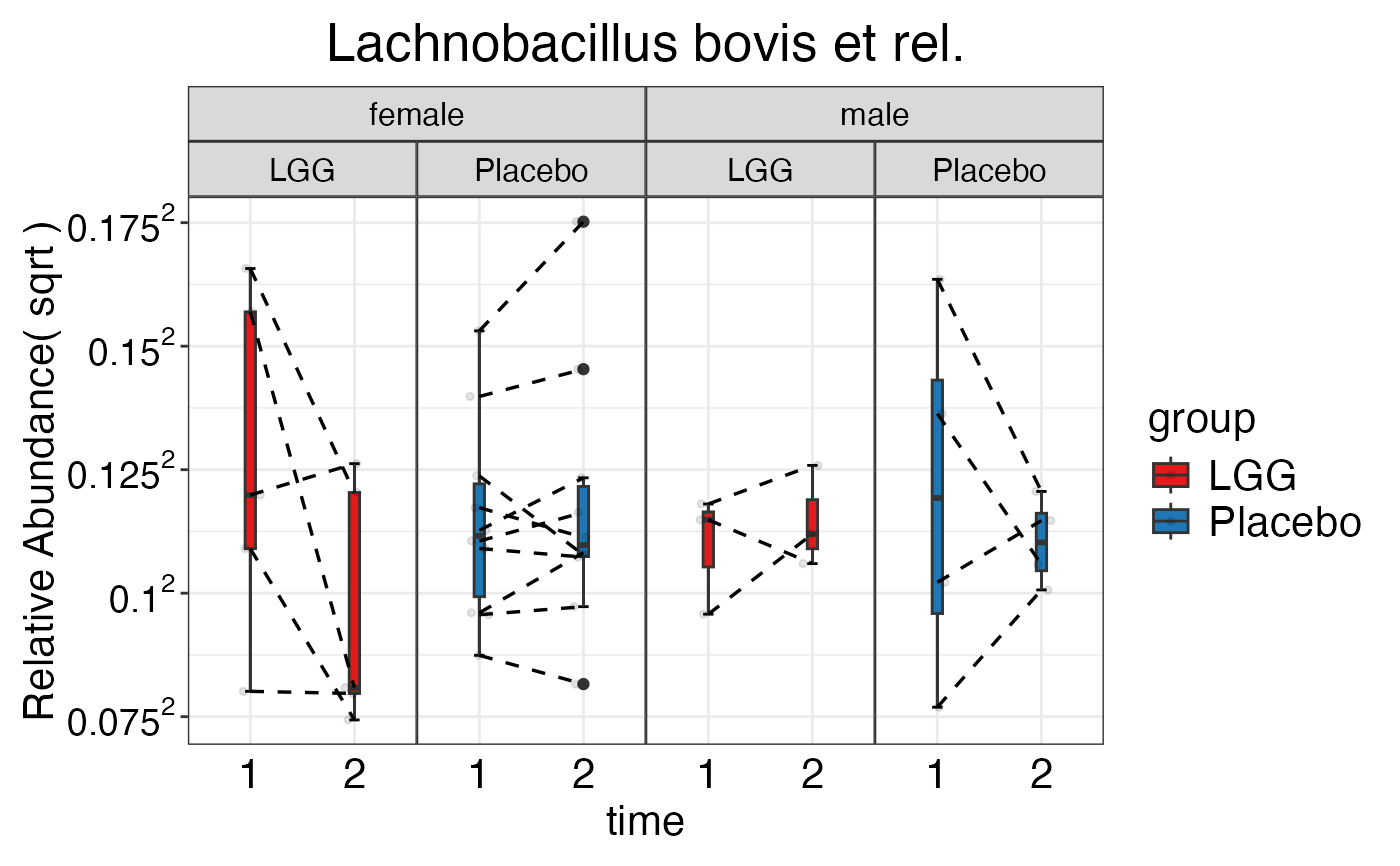 Lachnobacillus bovis et rel.
female male
LGG Placebo LGG Placebo
Relative Abundance( sqrt )
0.175²
0.15²
0.125²
0.1²
0.075²
1 2 1 2 1 2 1 2
time
group
LGG
Placebo